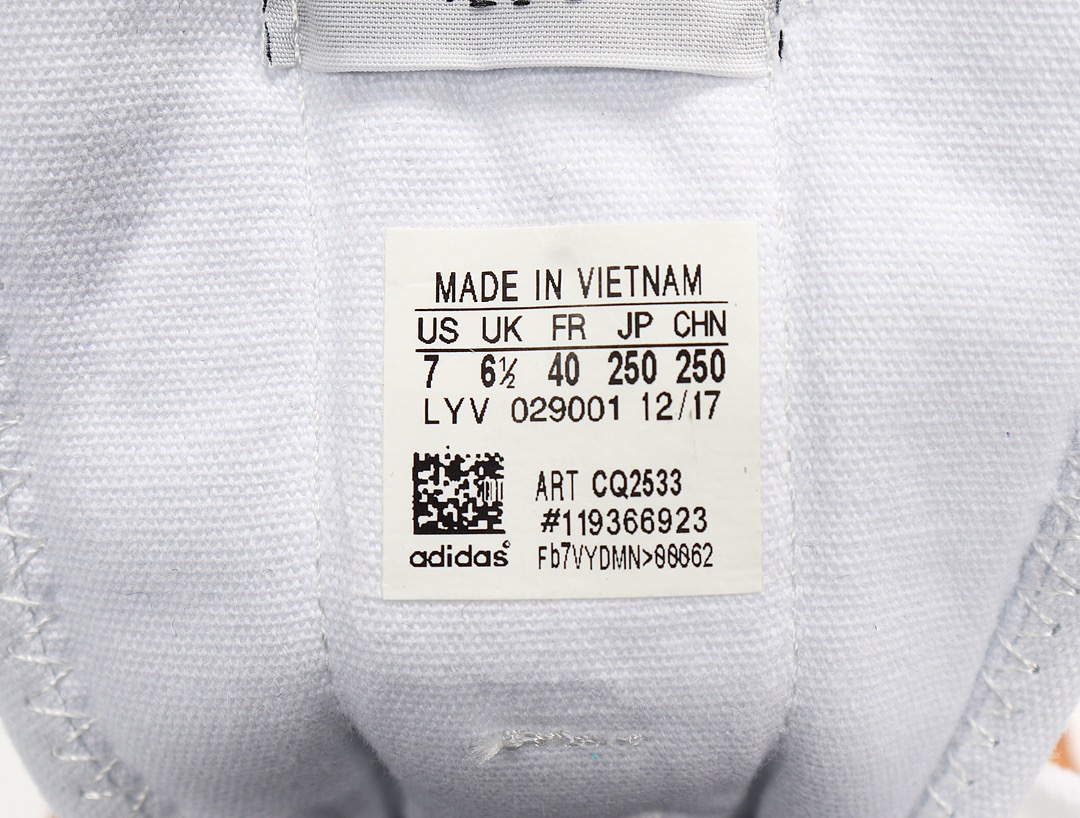 MADE IN VIETNAM
US UK FR JP CHN
7 6½ 40 250 250
LYV 029001 12/17
ART CQ2533
#119366923
adidas
Fb7VYDMN>00062